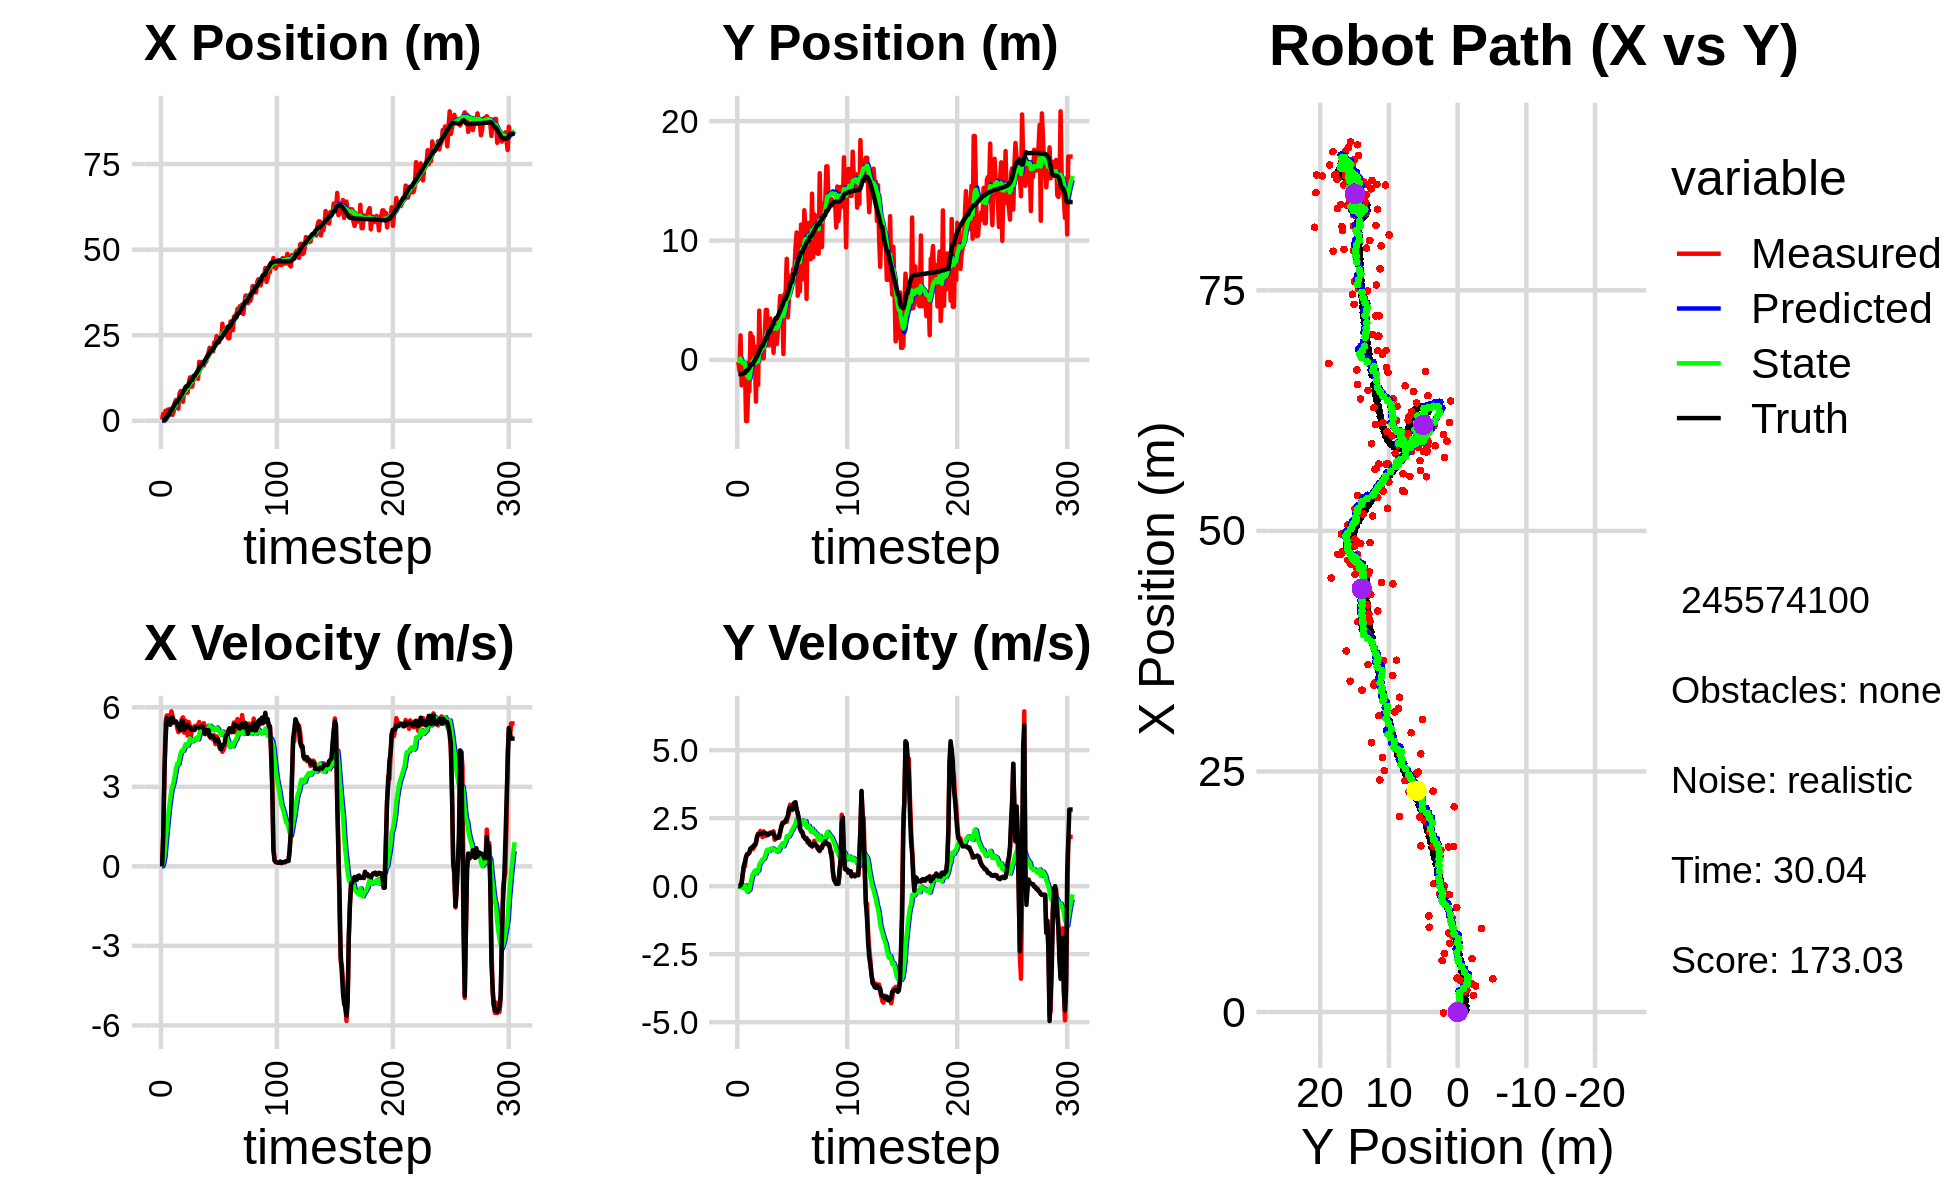 X Position (m)
75
50
25
0
0
100
200
300
timestep
Y Position (m)
20
10
0
0
100
200
300
timestep
X Velocity (m/s)
6
3
0
-3
-6
0
100
200
300
timestep
Y Velocity (m/s)
5.0
2.5
0.0
-2.5
-5.0
0
100
200
300
timestep
Robot Path (X vs Y)
X Position (m)
75
50
25
0
20 10 0 -10 -20
Y Position (m)
variable
Measured
Predicted
State
Truth
245574100
Obstacles: none
Noise: realistic
Time: 30.04
Score: 173.03